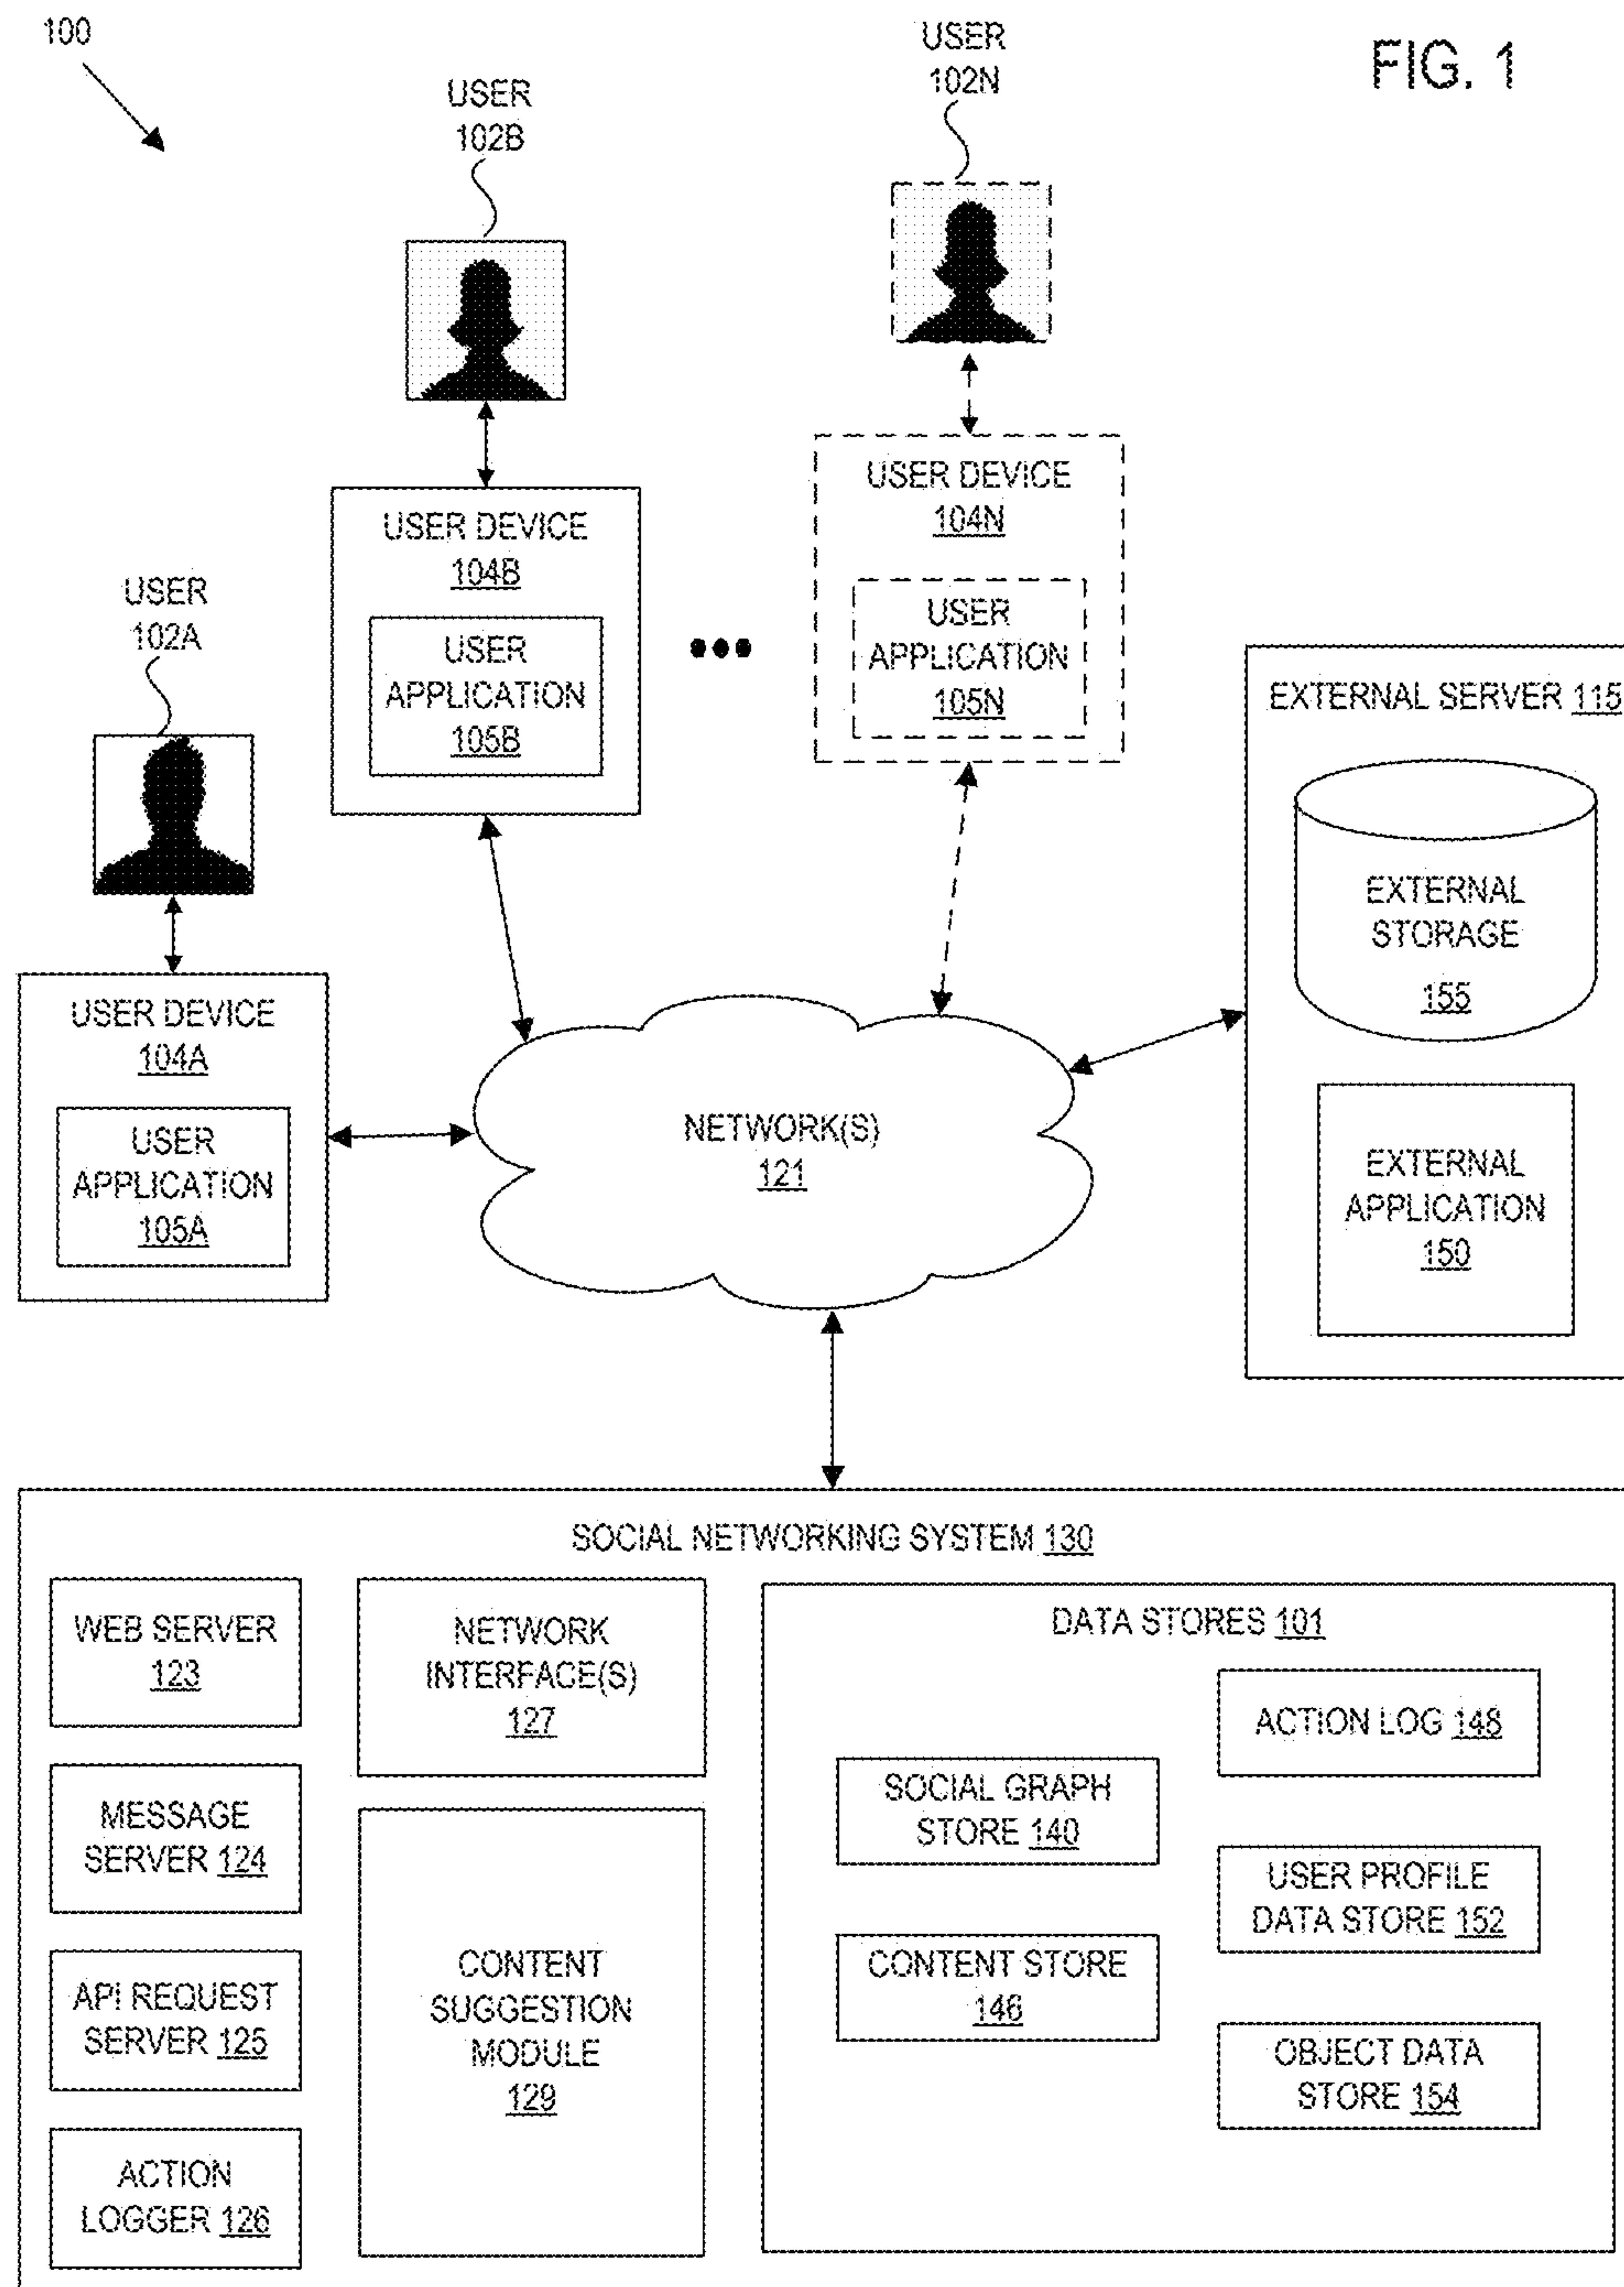 100
FIG. 1
USER
102N
USER
102B
USER DEVICE
104N
USER
APPLICATION
105N
USER DEVICE
104B
USER
APPLICATION
105B
USER
102A
EXTERNAL SERVER 115
EXTERNAL
STORAGE
155
EXTERNAL
APPLICATION
150
USER DEVICE
104A
USER
APPLICATION
105A
NETWORK(S)
121
SOCIAL NETWORKING SYSTEM 130
WEB SERVER
123
MESSAGE
SERVER 124
API REQUEST
SERVER 125
ACTION
LOGGER 126
NETWORK
INTERFACE(S)
127
CONTENT
SUGGESTION
MODULE
129
DATA STORES 101
SOCIAL GRAPH
STORE 140
CONTENT STORE
146
ACTION LOG 148
USER PROFILE
DATA STORE 152
OBJECT DATA
STORE 154